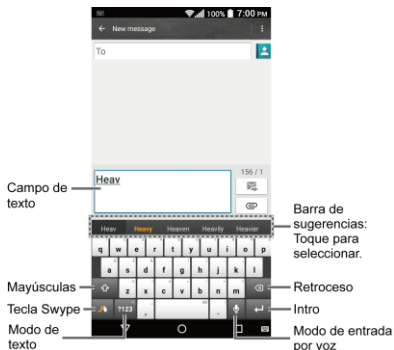 100% 7:00 PM
New message
To
156 / 1
Heav
Campo de
texto
Barra de
sugerencias:
Toque para
seleccionar.
Heav Heavy Heaven Heavily Heavier
q w e r t y u i o p
a s d f g h j k l
Mayúsculas
z x c v b n m
Retroceso
Tecla Swype
?123
Intro
Modo de
texto
Modo de entrada
por voz